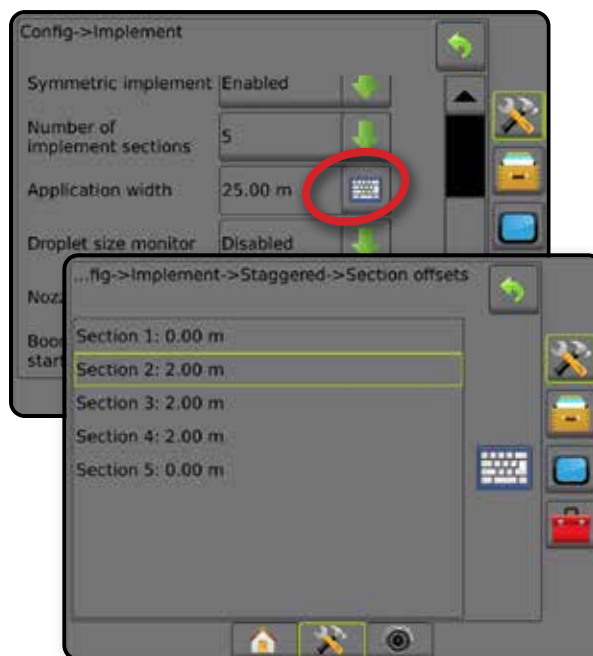 Config->Implement
Symmetric implement Enabled
Number of
implement sections 5
Application width 25.00 m
Droplet size monitor Disabled
...fig->Implement->Staggered->Section offsets
Section 1: 0.00 m
Section 2: 2.00 m
Section 3: 2.00 m
Section 4: 2.00 m
Section 5: 0.00 m